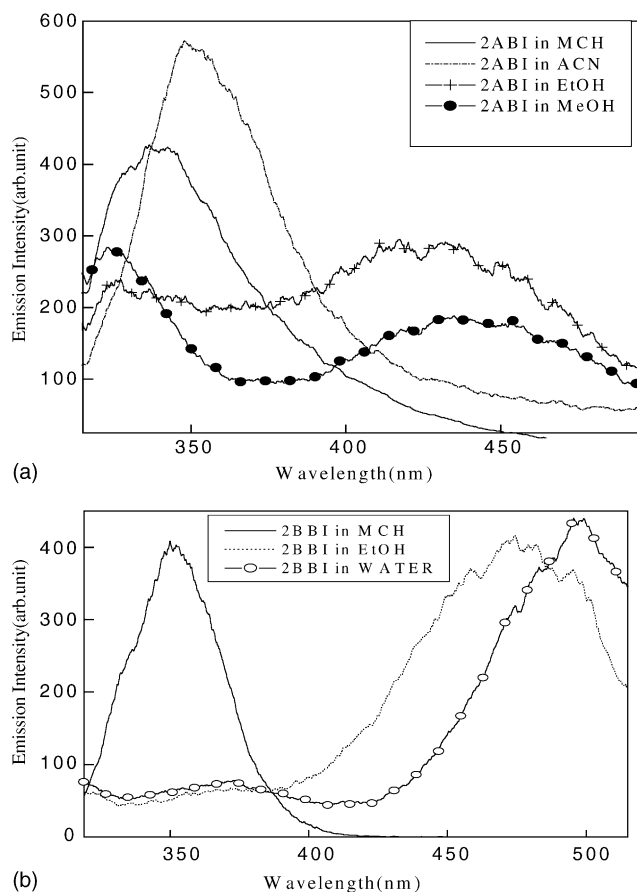 600
500
400
300
200
100
350
400
450
Emission Intensity(arb.unit)
Wavelength(nm)
2ABI in MCH
2ABI in ACN
2ABI in EtOH
2ABI in MeOH
(a)
400
300
200
100
0
350
400
450
500
Emission Intensity(arb.unit)
Wavelength(nm)
2BBI in MCH
2BBI in EtOH
2BBI in WATER
(b)